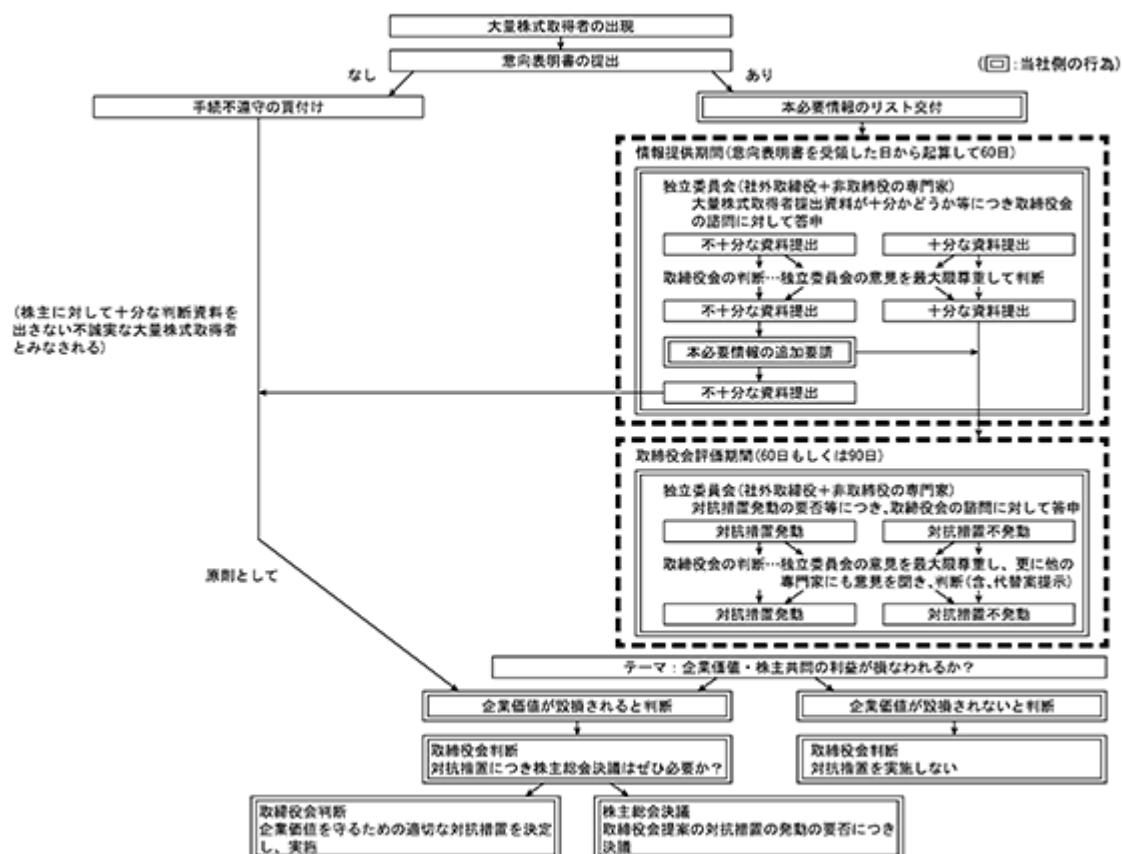 大量株式取得者の出現
意向表明書の提出
(回:当社側の行為)
なし
あり
手続不遵守の買付け
本必要情報のリスト交付
情報提供期間(意向表明書を受領した日から起算して60日)
独立委員会(社外取締役+非取締役の専門家)
大量株式取得者提出資料が十分かどうか等につき取締役会
の諮問に対して答申
不十分な資料提出
十分な資料提出
取締役会の判断…独立委員会の意見を最大限尊重して判断
(株主に対して十分な判断資料を
出さない不誠実な大量株式取得者
とみなされる)
不十分な資料提出
十分な資料提出
本必要情報の追加要請
不十分な資料提出
取締役会評価期間(60日もしくは90日)
独立委員会(社外取締役+非取締役の専門家)
対抗措置発動の要否等につき、取締役会の諮問に対して答申
対抗措置発動
対抗措置不発動
取締役会の判断…独立委員会の意見を最大限尊重し、更に他の
専門家にも意見を聞き、判断(含、代替案提示)
原則として
対抗措置発動
対抗措置不発動
テーマ:企業価値・株主共同の利益が損なわれるか?
企業価値が毀損されると判断
企業価値が毀損されないと判断
取締役会判断
対抗措置につき株主総会決議はぜひ必要か?
取締役会判断
対抗措置を実施しない
取締役会判断
企業価値を守るための適切な対抗措置を決定
し、実施
株主総会決議
取締役会提案の対抗措置の発動の要否につき
決議